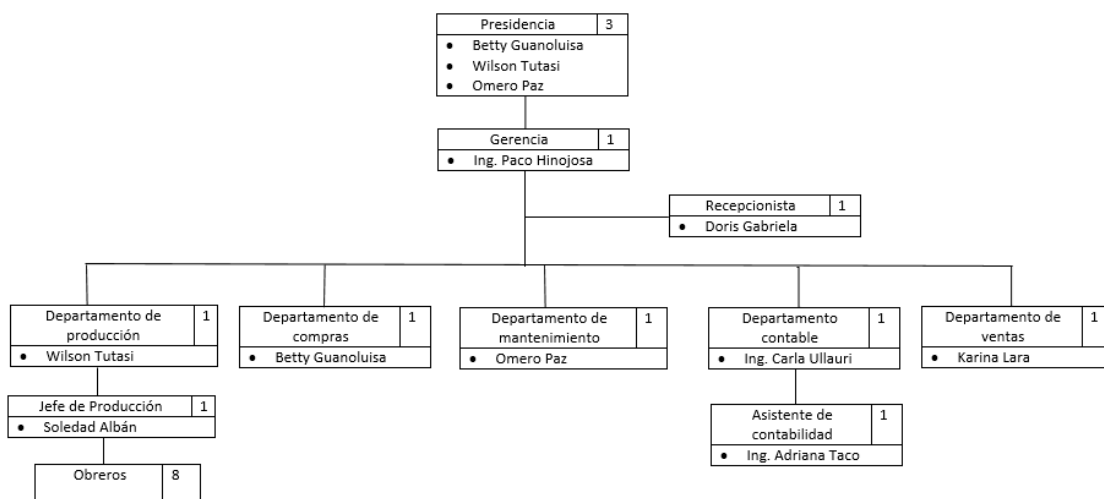 Presidencia 3
• Betty Guanoluisa
• Wilson Tutasi
• Omero Paz
Gerencia 1
• Ing. Paco Hinojosa
Recepcionista 1
• Doris Gabriela
Departamento de 1
producción
• Wilson Tutasi
Departamento de 1
compras
• Betty Guanoluisa
Departamento de 1
mantenimiento
• Omero Paz
Departamento 1
contable
• Ing. Carla Ullauri
Departamento de 1
ventas
• Karina Lara
Jefe de Producción 1
• Soledad Albán
Asistente de 1
contabilidad
• Ing. Adriana Taco
Obreros 8